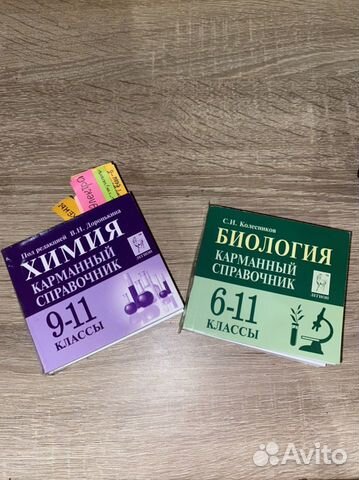 Под редакцией В.Н. Доронькина
ХИМИЯ
КАРМАННЫЙ
СПРАВОЧНИК
9-11
КЛАССЫ
ЛЕГИОН
С.И. Колесников
БИОЛОГИЯ
КАРМАННЫЙ
СПРАВОЧНИК
6-11
КЛАССЫ
ЛЕГИОН
Avito